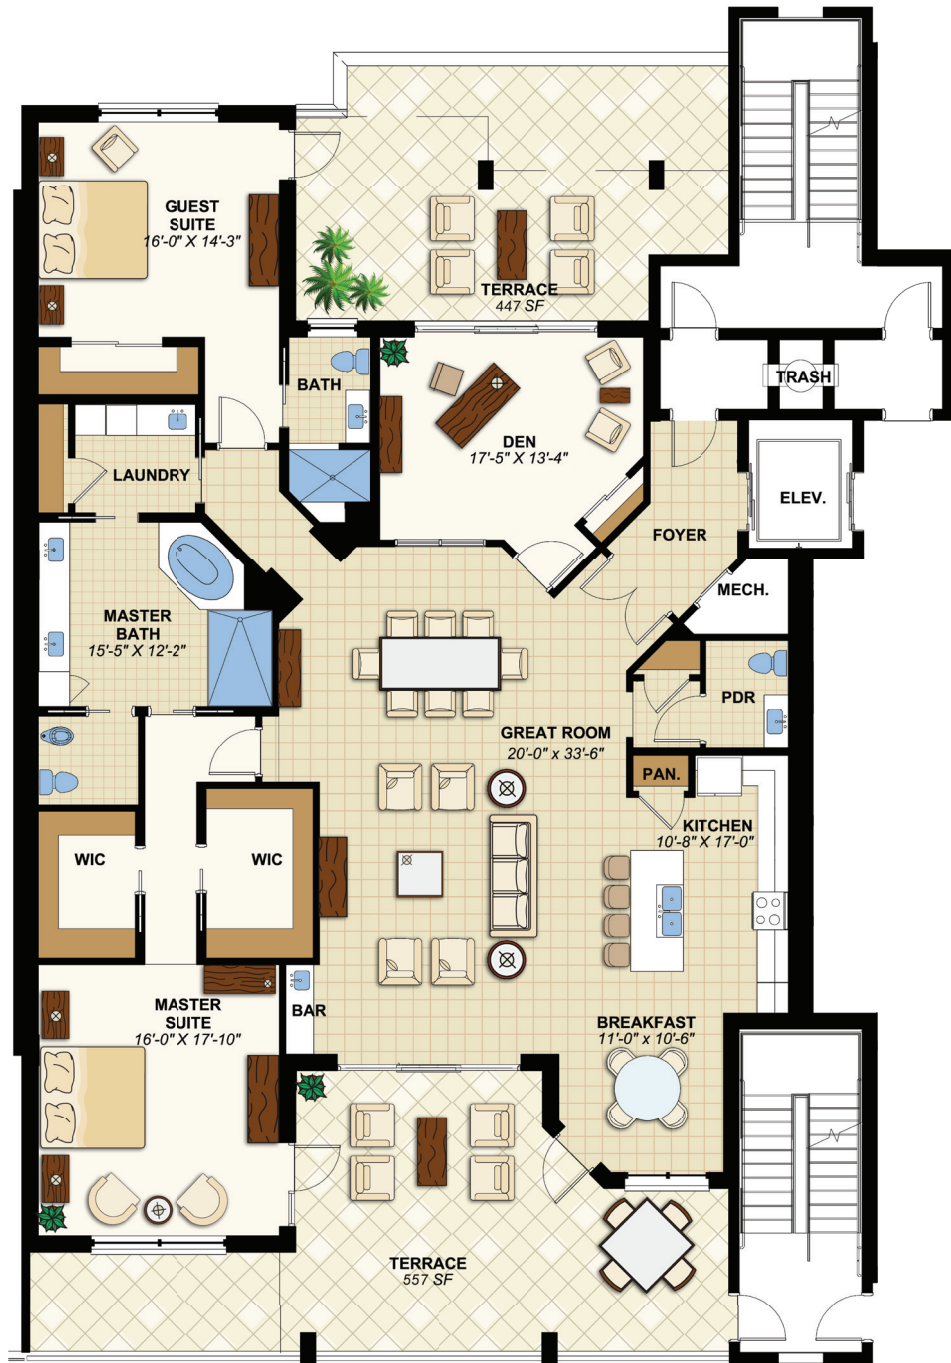 GUEST
SUITE
16'-0" X 14'-3"
TERRACE
447 SF
TRASH
BATH
DEN
17'-5" X 13'-4"
LAUNDRY
ELEV.
FOYER
MECH.
MASTER
BATH
15'-5" X 12'-2"
PDR
GREAT ROOM
20'-0" x 33'-6"
PAN.
KITCHEN
10'-8" X 17'-0"
WIC
WIC
MASTER
SUITE
16'-0" X 17'-10"
BAR
BREAKFAST
11'-0" x 10'-6"
TERRACE
557 SF